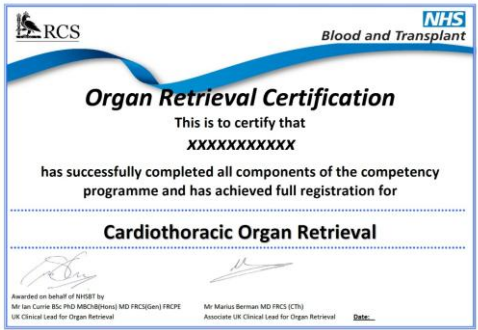 RCS
NHS
Blood and Transplant
Organ Retrieval Certification
This is to certify that
xxxxxxxxxxx
has successfully completed all components of the competency
programme and has achieved full registration for
Cardiothoracic Organ Retrieval
Awarded on behalf of NHSBT by
Mr Ian Currie BSc PhD MBChB(Hons) MD FRCS(Gen) FRCPE
UK Clinical Lead for Organ Retrieval
Mr Marius Berman MD FRCS (CTh)
Associate UK Clinical Lead for Organ Retrieval
Date: